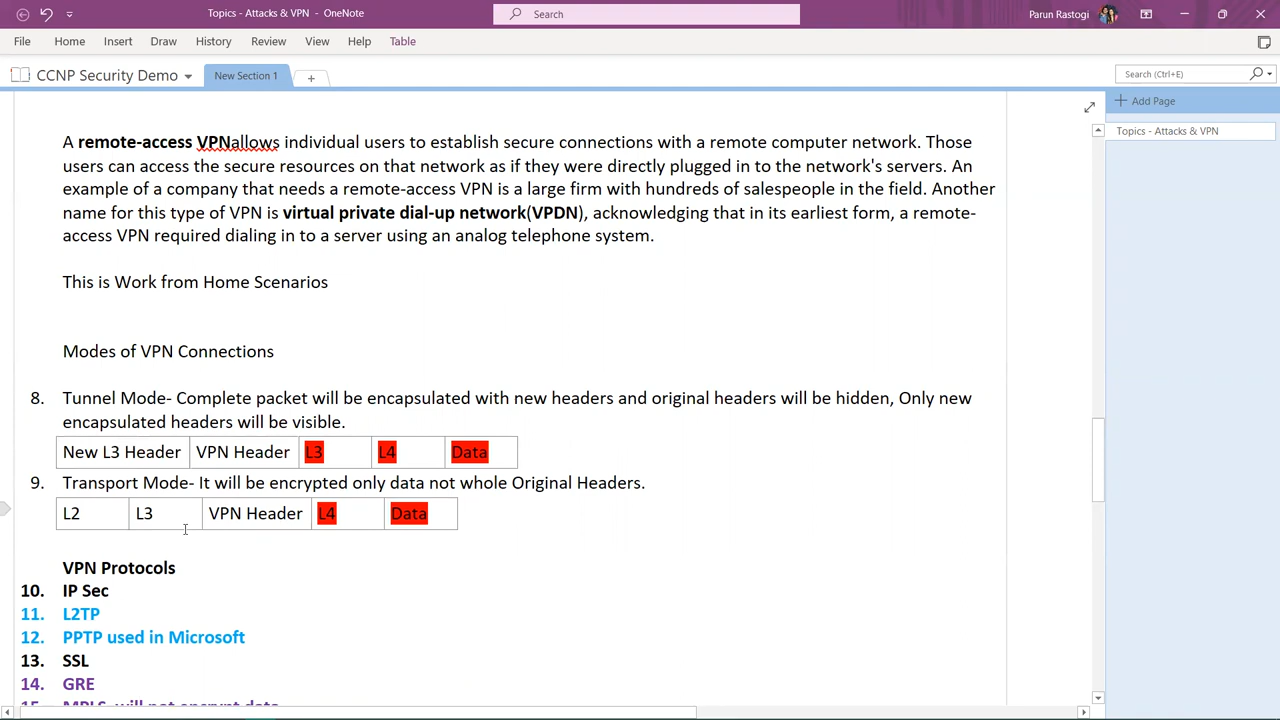 Topics - Attacks & VPN - OneNote
Search
Parun Rastogi
File Home Insert Draw History Review View Help Table
CCNP Security Demo
New Section 1
+
Search (Ctrl+E)
Add Page
Topics - Attacks & VPN
A remote-access VPNallows individual users to establish secure connections with a remote computer network. Those
users can access the secure resources on that network as if they were directly plugged in to the network's servers. An
example of a company that needs a remote-access VPN is a large firm with hundreds of salespeople in the field. Another
name for this type of VPN is virtual private dial-up network(VPDN), acknowledging that in its earliest form, a remote-
access VPN required dialing in to a server using an analog telephone system.
This is Work from Home Scenarios
Modes of VPN Connections
8. Tunnel Mode- Complete packet will be encapsulated with new headers and original headers will be hidden, Only new
encapsulated headers will be visible.
New L3 Header VPN Header L3 L4 Data
9. Transport Mode- It will be encrypted only data not whole Original Headers.
L2 L3 VPN Header L4 Data
VPN Protocols
10. IP Sec
11. L2TP
12. PPTP used in Microsoft
13. SSL
14. GRE
15. MPLS- will not encrypt data